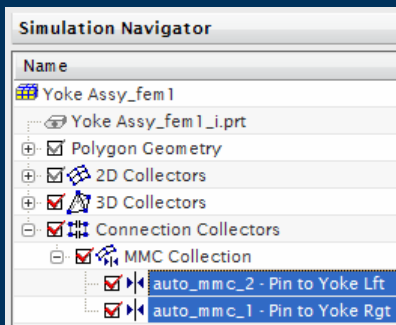 Simulation Navigator
Name
Yoke Assy_fem1
Yoke Assy_fem1_i.prt
Polygon Geometry
2D Collectors
3D Collectors
Connection Collectors
MMC Collection
auto_mmc_2 - Pin to Yoke Lft
auto_mmc_1 - Pin to Yoke Rgt